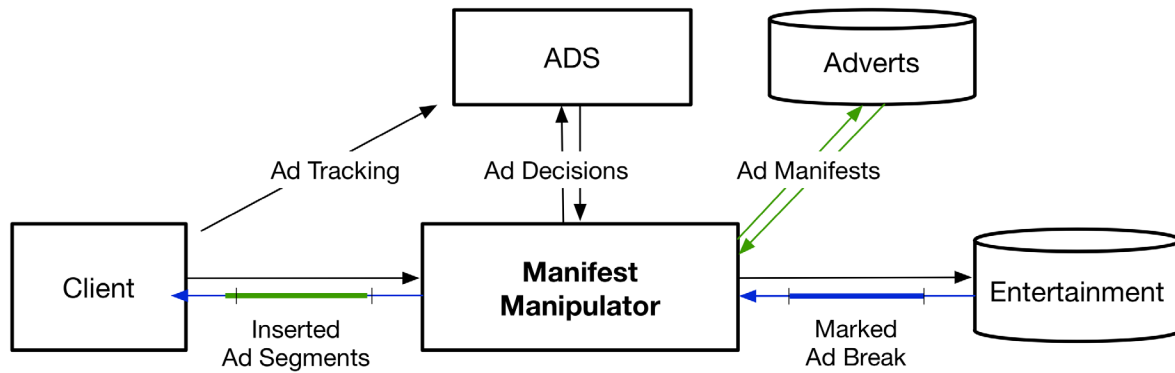 ADS
Adverts
Ad Tracking
Ad Decisions
Ad Manifests
Client
Manifest
Manipulator
Entertainment
Inserted
Ad Segments
Marked
Ad Break